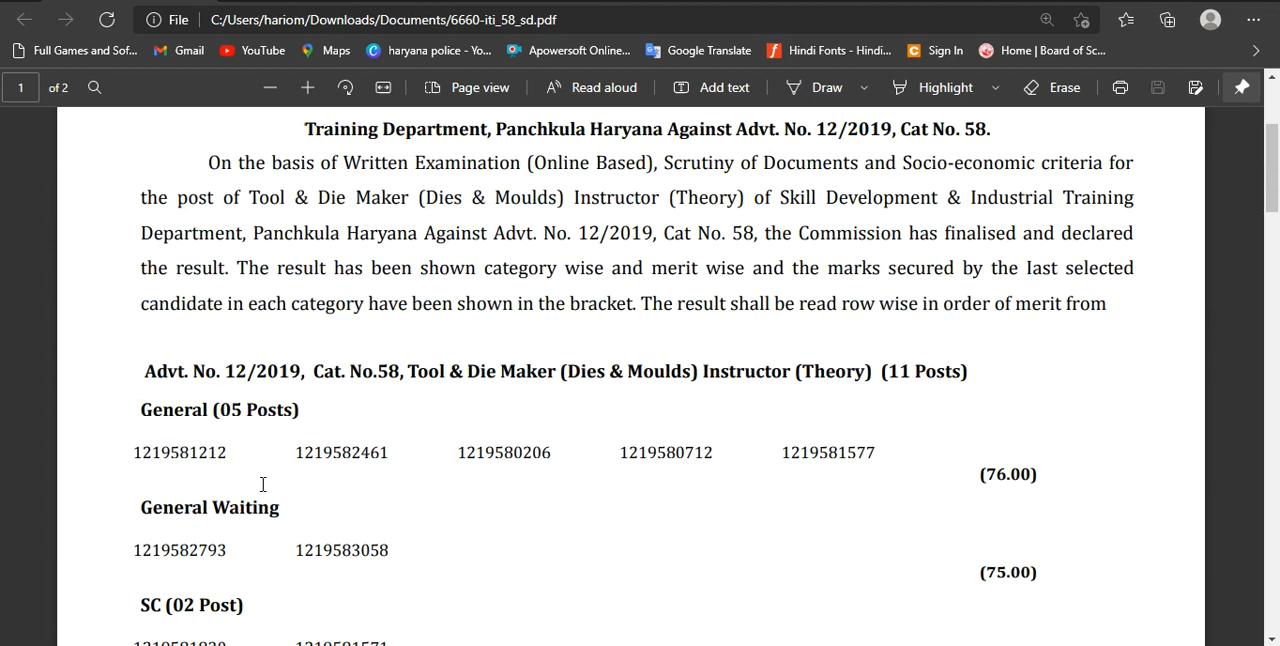 File C:/Users/hariom/Downloads/Documents/6660-iti_58_sd.pdf
Full Games and Sof... Gmail YouTube Maps haryana police - Yo... Apowersoft Online... Google Translate Hindi Fonts - Hindi... Sign In Home | Board of Sc...
1 of 2 Page view Read aloud Add text Draw Highlight Erase
Training Department, Panchkula Haryana Against Advt. No. 12/2019, Cat No. 58.
On the basis of Written Examination (Online Based), Scrutiny of Documents and Socio-economic criteria for
the post of Tool & Die Maker (Dies & Moulds) Instructor (Theory) of Skill Development & Industrial Training
Department, Panchkula Haryana Against Advt. No. 12/2019, Cat No. 58, the Commission has finalised and declared
the result. The result has been shown category wise and merit wise and the marks secured by the last selected
candidate in each category have been shown in the bracket. The result shall be read row wise in order of merit from
Advt. No. 12/2019, Cat. No.58, Tool & Die Maker (Dies & Moulds) Instructor (Theory) (11 Posts)
General (05 Posts)
1219581212 1219582461 1219580206 1219580712 1219581577
(76.00)
General Waiting
1219582793 1219583058
(75.00)
SC (02 Post)